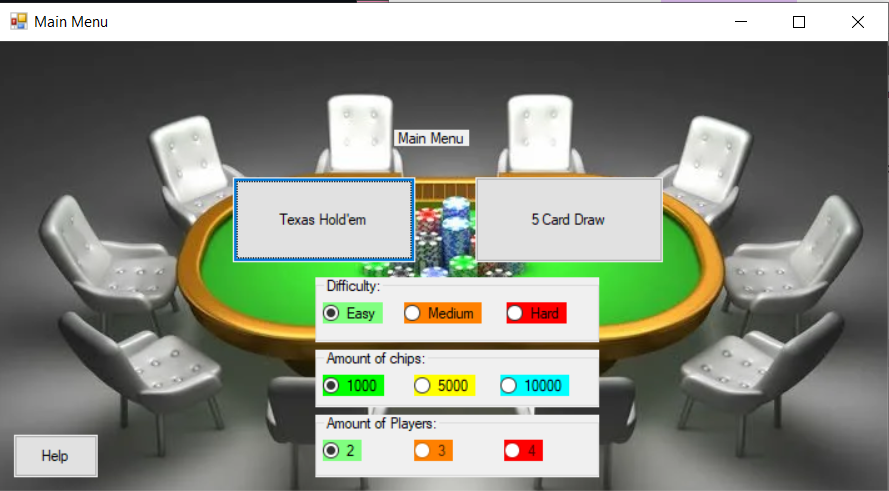 Main Menu
Main Menu
Texas Hold'em
5 Card Draw
Difficulty:
Easy
Medium
Hard
Amount of chips:
1000
5000
10000
Amount of Players:
2
3
4
Help